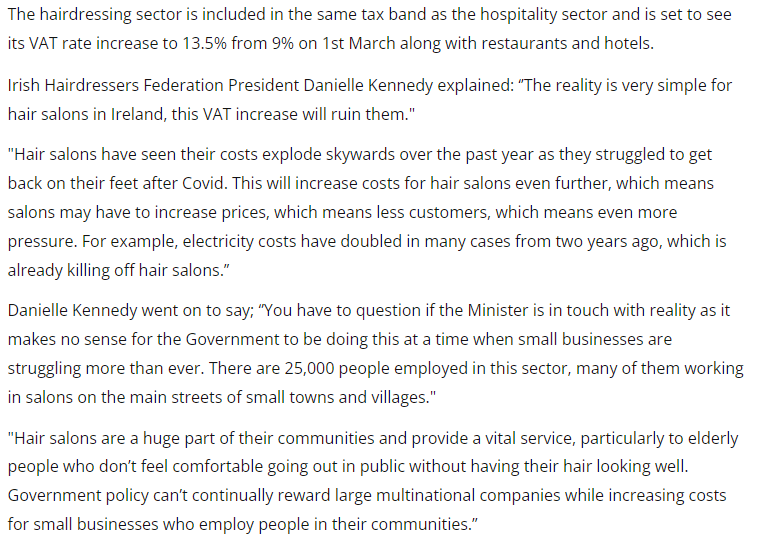 The hairdressing sector is included in the same tax band as the hospitality sector and is set to see
its VAT rate increase to 13.5% from 9% on 1st March along with restaurants and hotels.
Irish Hairdressers Federation President Danielle Kennedy explained: “The reality is very simple for
hair salons in Ireland, this VAT increase will ruin them."
"Hair salons have seen their costs explode skywards over the past year as they struggled to get
back on their feet after Covid. This will increase costs for hair salons even further, which means
salons may have to increase prices, which means less customers, which means even more
pressure. For example, electricity costs have doubled in many cases from two years ago, which is
already killing off hair salons.”
Danielle Kennedy went on to say; “You have to question if the Minister is in touch with reality as it
makes no sense for the Government to be doing this at a time when small businesses are
struggling more than ever. There are 25,000 people employed in this sector, many of them working
in salons on the main streets of small towns and villages."
"Hair salons are a huge part of their communities and provide a vital service, particularly to elderly
people who don’t feel comfortable going out in public without having their hair looking well.
Government policy can’t continually reward large multinational companies while increasing costs
for small businesses who employ people in their communities.”